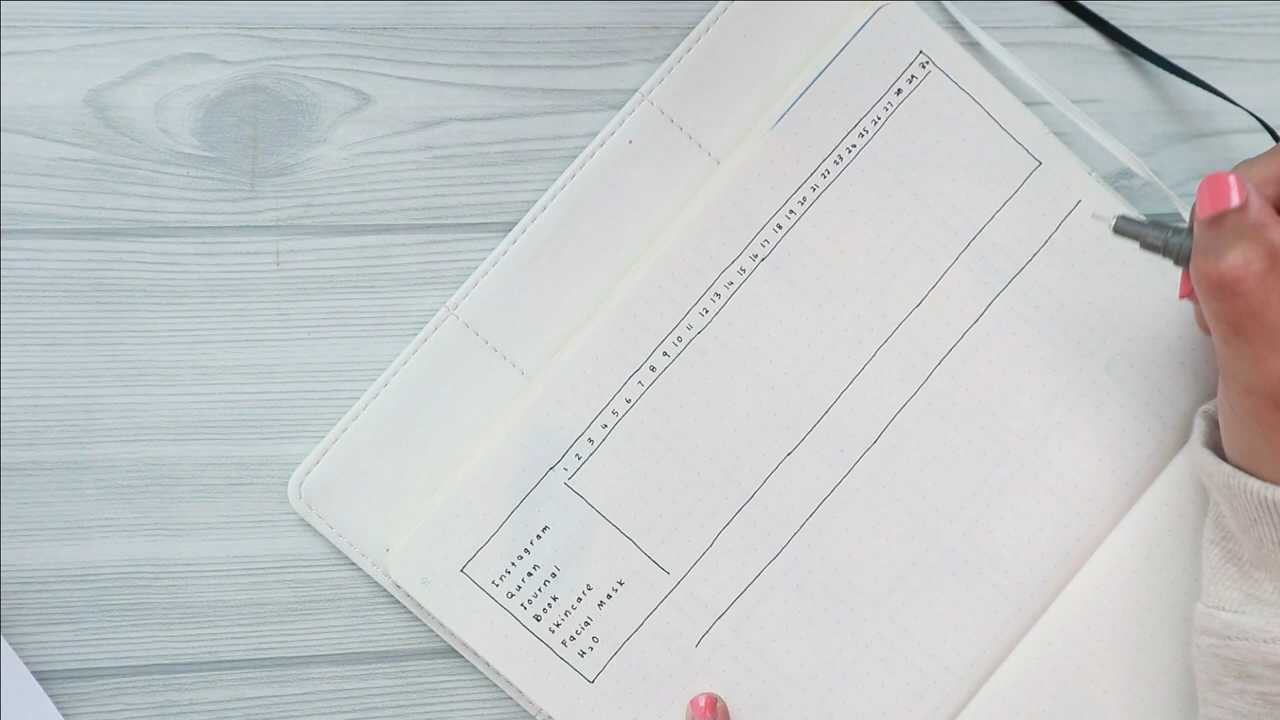 1 2 3 4 5 6 7 8 9 10 11 12 13 14 15 16 17 18 19 20 21 22 23 24 25 26 27 28 29 30
Instagram
Quran
Journal
Book
Skincare
Facial Mask
H₂O